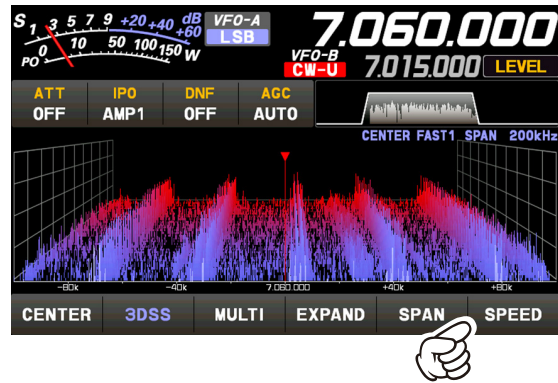 S 1 3 5 7 9 +20 +40 +60 dB
PO 0 10 50 100 150 W
VFO-A
LSB
7.060.000
VFO-B
CW-U
7.015.000
LEVEL
ATT IPO DNF AGC
OFF AMP1 OFF AUTO
CENTER FAST1 SPAN 200kHz
-80k -40k 7.060.000 +40k +80k
CENTER 3DSS MULTI EXPAND SPAN SPEED